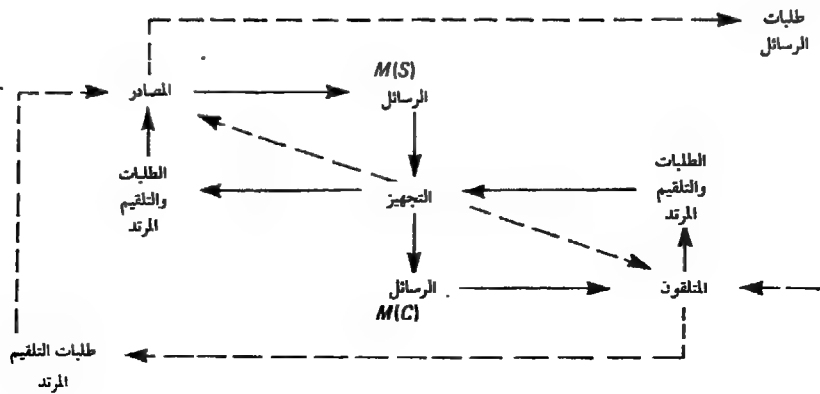 طلبات
الرسائل
M(S)
المصادر
الرسائل
الطلبات
والتلقيم
المرتد
الطلبات
والتلقيم
المرتد
التجهيز
المتلقون
الرسائل
M(C)
طلبات التلقيم
المرتد